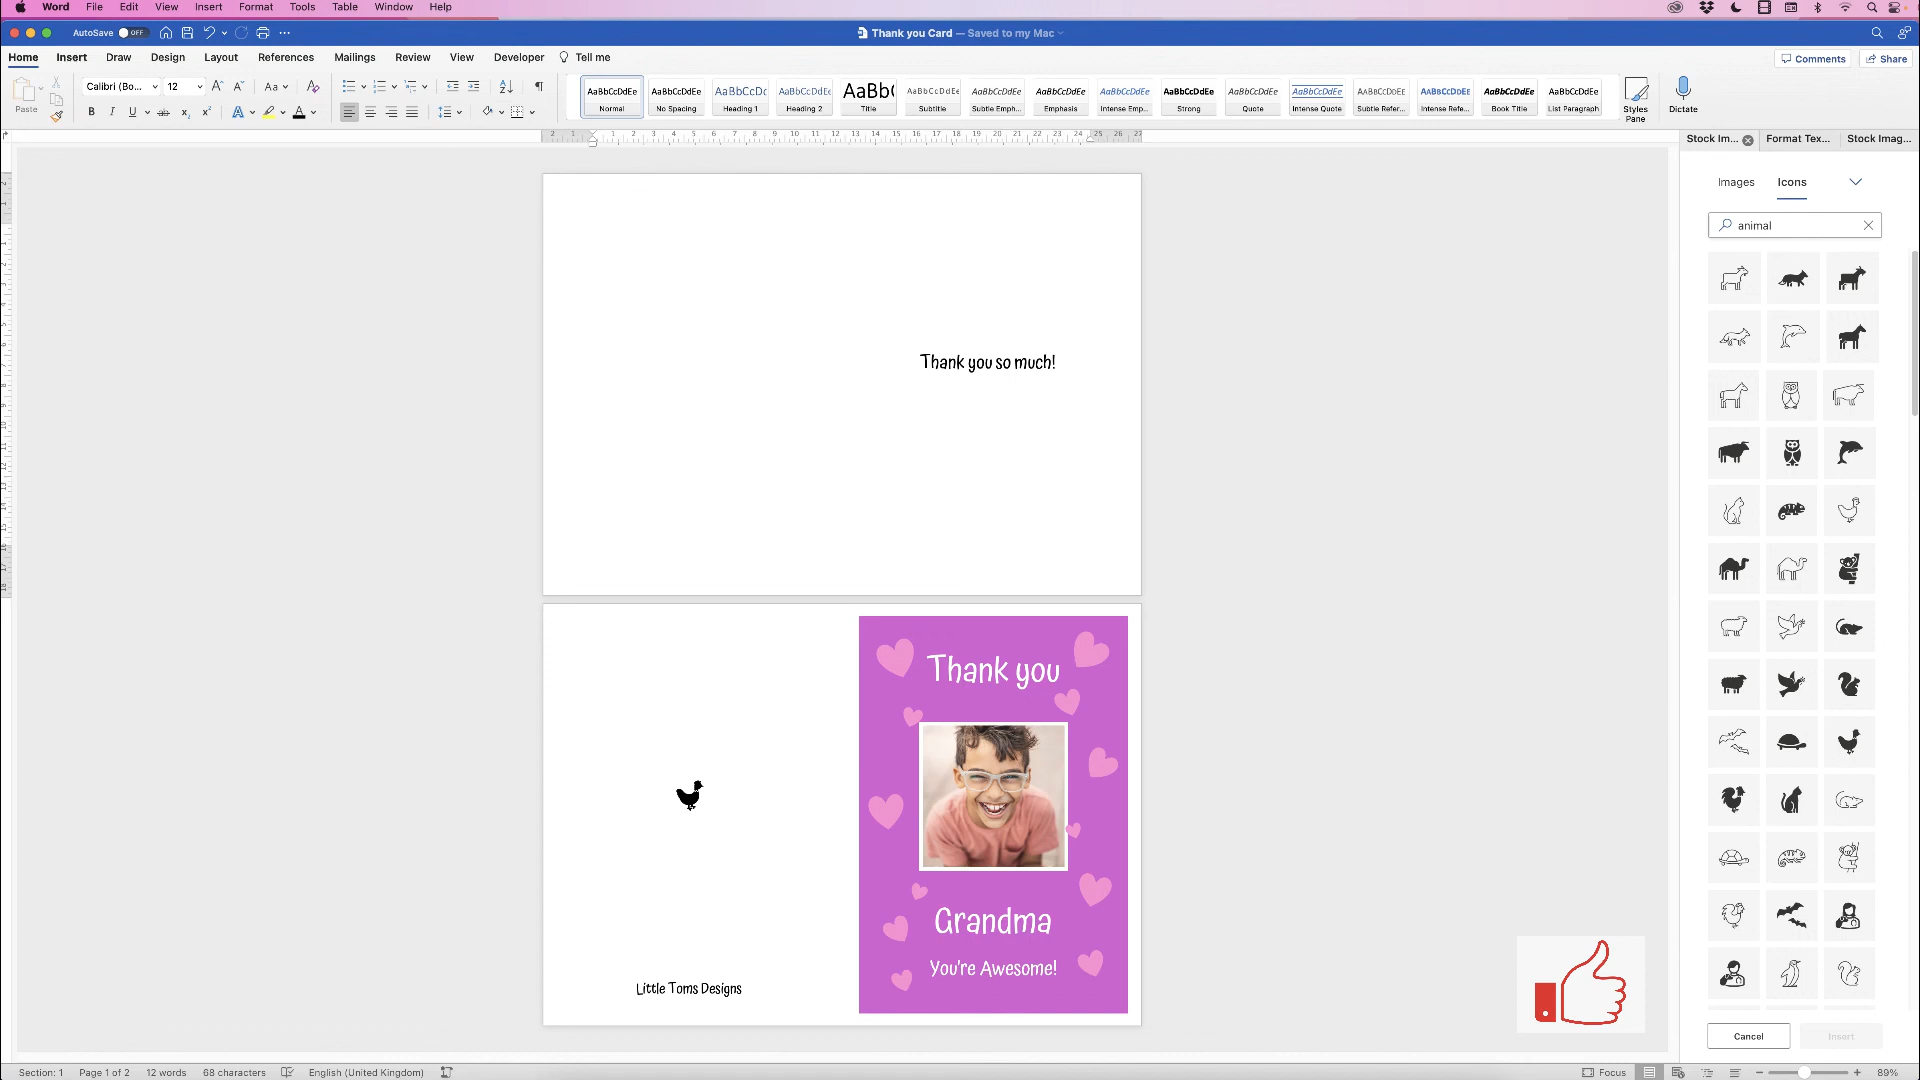 Word File Edit View Insert Format Tools Table Window Help
AutoSave OFF
Thank you Card — Saved to my Mac
Home Insert Draw Design Layout References Mailings Review View Developer Tell me
Comments Share
Paste
Calibri (Bo... 12
AaBbCcDdEe AaBbCcDdEe AaBbCcDc AaBbCcDdEe AaBb( AaBbCcDdEe AaBbCcDdEe AaBbCcDdEe AaBbCcDdEe AaBbCcDdEe AaBbCcDdEe AaBbCcDdEe AaBbCcDdEe AaBbCcDdEe AaBbCcDdEe AaBbCcDdEe
Normal No Spacing Heading 1 Heading 2 Title Subtitle Subtle Emph... Emphasis Intense Emp... Strong Quote Intense Quote Subtle Refer... Intense Refe... Book Title List Paragraph
Styles
Pane
Dictate
Stock Im... Format Tex... Stock Imag...
Images Icons
animal
Thank you so much!
Thank you
Grandma
You're Awesome!
Little Toms Designs
Cancel Insert
Section: 1 Page 1 of 2 12 words 68 characters English (United Kingdom) Focus 89%